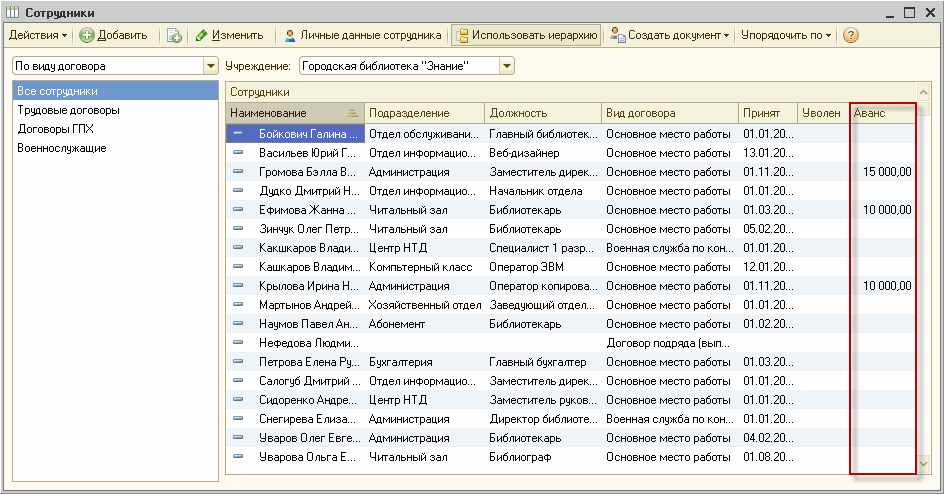 Сотрудники
Действия Добавить Изменить Личные данные сотрудника Использовать иерархию Создать документ Упорядочить по ?
По виду договора Учреждение: Городская библиотека "Знание"
Все сотрудники
Трудовые договоры
Договоры ГПХ
Военнослужащие
Сотрудники
Наименование Подразделение Должность Вид договора Принят Уволен Аванс
Бойкович Галина ... Отдел обслуживани... Главный библиотек... Основное место работы 01.01.20...
Васильев Юрий Г... Отдел информацио... Веб-дизайнер Основное место работы 13.01.20...
Громова Бэлла В... Администрация Заместитель дирек... Основное место работы 01.11.20... 15 000,00
Дудко Дмитрий Н... Отдел информацио... Начальник отдела Основное место работы 01.01.20...
Ефимова Жанна ... Читальный зал Библиотекарь Основное место работы 01.03.20... 10 000,00
Зинчук Олег Петр... Читальный зал Библиотекарь Основное место работы 05.02.20...
Какшкаров Влади... Центр НТД Специалист 1 разр... Военная служба по кон... 01.01.20...
Кашкаров Владим... Компьтерный класс Оператор ЭВМ Основное место работы 12.01.20...
Крылова Ирина Н... Администрация Оператор копирова... Основное место работы 01.11.20... 10 000,00
Мартынов Андрей... Хозяйственный отдел Заведующий отдел... Основное место работы 01.01.20...
Наумов Павел Ан... Абонемент Библиотекарь Основное место работы 01.02.20...
Нефедова Людми... Договор подряда (вып...
Петрова Елена Ру... Бухгалтерия Главный бухгалтер Основное место работы 01.03.20...
Салогуб Дмитрий ... Отдел информацио... Заместитель дирек... Основное место работы 01.01.20...
Сидоренко Андре... Центр НТД Заместитель руков... Основное место работы 01.01.20...
Снегирева Елиза... Администрация Директор библиоте... Военная служба по кон... 01.01.20...
Уваров Олег Евге... Администрация Библиотекарь Основное место работы 04.02.20...
Уварова Ольга Е... Читальный зал Библиограф Основное место работы 01.08.20...